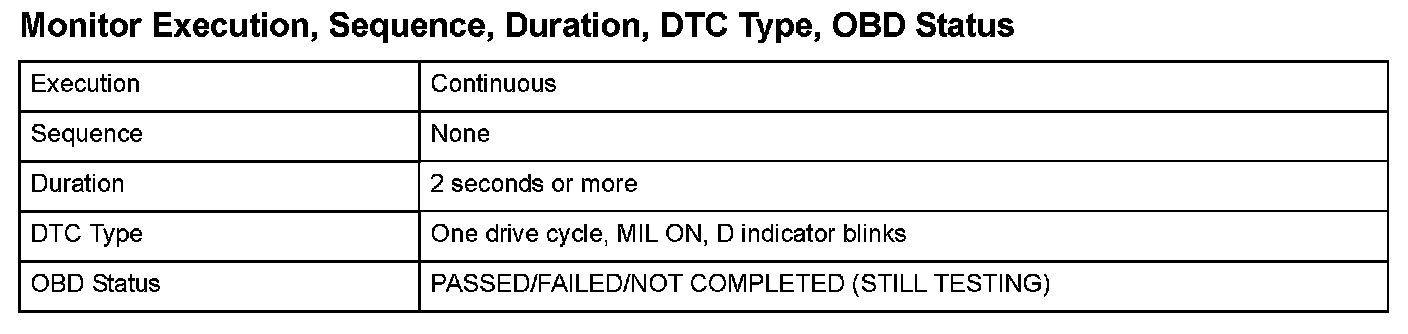 Monitor Execution, Sequence, Duration, DTC Type, OBD Status
Execution Continuous
Sequence None
Duration 2 seconds or more
DTC Type One drive cycle, MIL ON, D indicator blinks
OBD Status PASSED/FAILED/NOT COMPLETED (STILL TESTING)